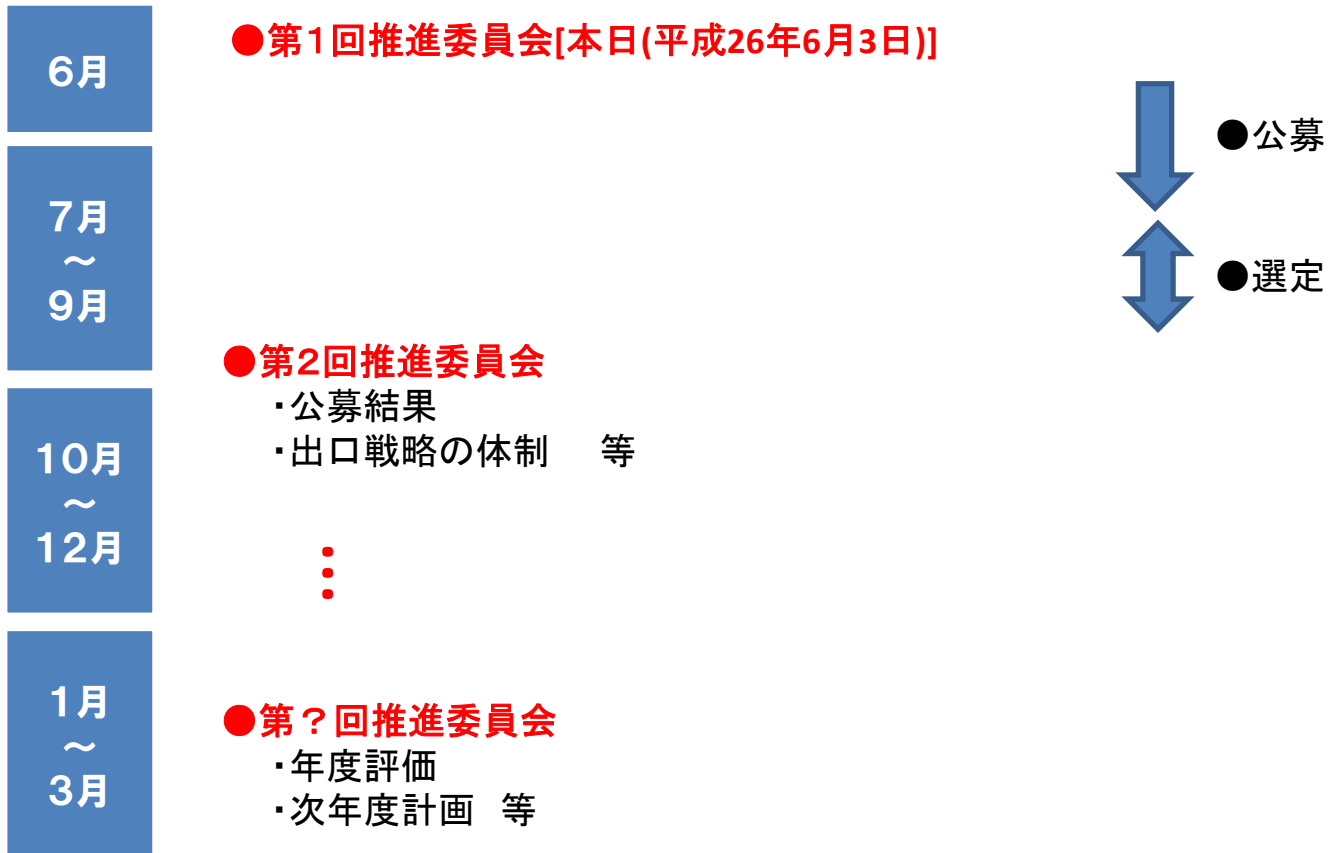 6月
●第1回推進委員会[本日(平成26年6月3日)]
●公募
7月
～
9月
●選定
●第2回推進委員会
・公募結果
・出口戦略の体制　等
10月
～
12月
⋮
1月
～
3月
●第？回推進委員会
・年度評価
・次年度計画　等